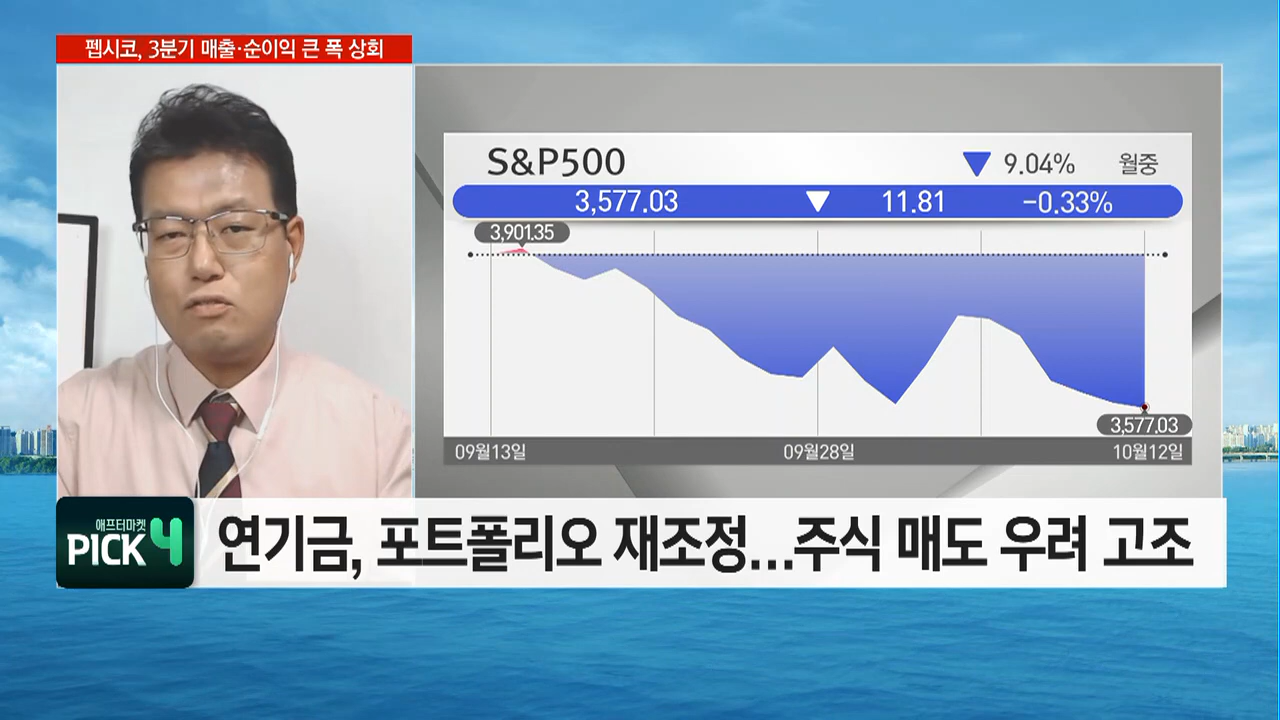 펩시코, 3분기 매출·순이익 큰 폭 상회
S&P500
▼ 9.04% 월중
3,577.03 ▼ 11.81 -0.33%
3,901.35
3,577.03
09월13일 09월28일 10월12일
애프터마켓
PICK 4
연기금, 포트폴리오 재조정...주식 매도 우려 고조